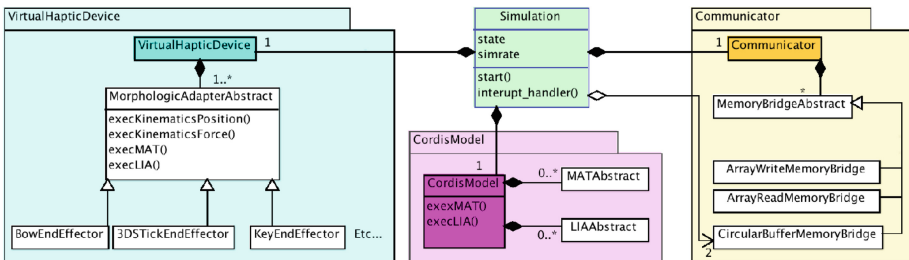 VirtualHapticDevice
VirtualHapticDevice
1
1..*
MorphologicAdapterAbstract
execKinematicsPosition()
execKinematicsForce()
execMAT()
execLIA()
BowEndEffector
3DSTickEndEffector
KeyEndEffector
Etc...
Simulation
state
simrate
start()
interupt_handler()
CordisModel
1
CordisModel
exexMAT()
execLIA()
0..*
MATAbstract
0..*
LIAAbstract
Communicator
1
Communicator
*
MemoryBridgeAbstract
ArrayWriteMemoryBridge
ArrayReadMemoryBridge
CircularBufferMemoryBridge
2